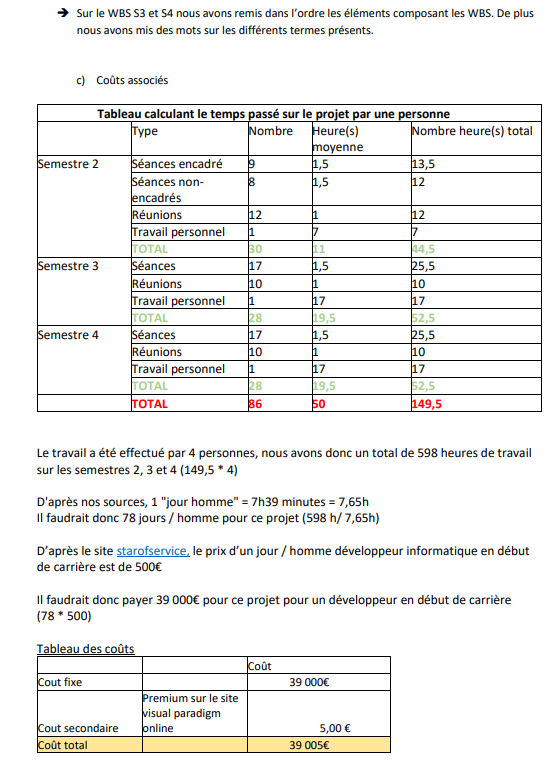 ➔ Sur le WBS S3 et S4 nous avons remis dans l'ordre les éléments composant les WBS. De plus
nous avons mis des mots sur les différents termes présents.
c) Coûts associés
Tableau calculant le temps passé sur le projet par une personne
Type Nombre Heure(s) moyenne Nombre heure(s) total
Semestre 2 Séances encadré 9 1,5 13,5
Séances non-encadrés 8 1,5 12
Réunions 12 1 12
Travail personnel 1 7 7
TOTAL 30 11 44,5
Semestre 3 Séances 17 1,5 25,5
Réunions 10 1 10
Travail personnel 1 17 17
TOTAL 28 19,5 52,5
Semestre 4 Séances 17 1,5 25,5
Réunions 10 1 10
Travail personnel 1 17 17
TOTAL 28 19,5 52,5
TOTAL 86 50 149,5
Le travail a été effectué par 4 personnes, nous avons donc un total de 598 heures de travail
sur les semestres 2, 3 et 4 (149,5 * 4)
D'après nos sources, 1 "jour homme" = 7h39 minutes = 7,65h
Il faudrait donc 78 jours / homme pour ce projet (598 h/ 7,65h)
D'après le site starofservice, le prix d'un jour / homme développeur informatique en début
de carrière est de 500€
Il faudrait donc payer 39 000€ pour ce projet pour un développeur en début de carrière
(78 * 500)
Tableau des coûts
Coût
Cout fixe 39 000€
Cout secondaire Premium sur le site visual paradigm online 5,00 €
Coût total 39 005€